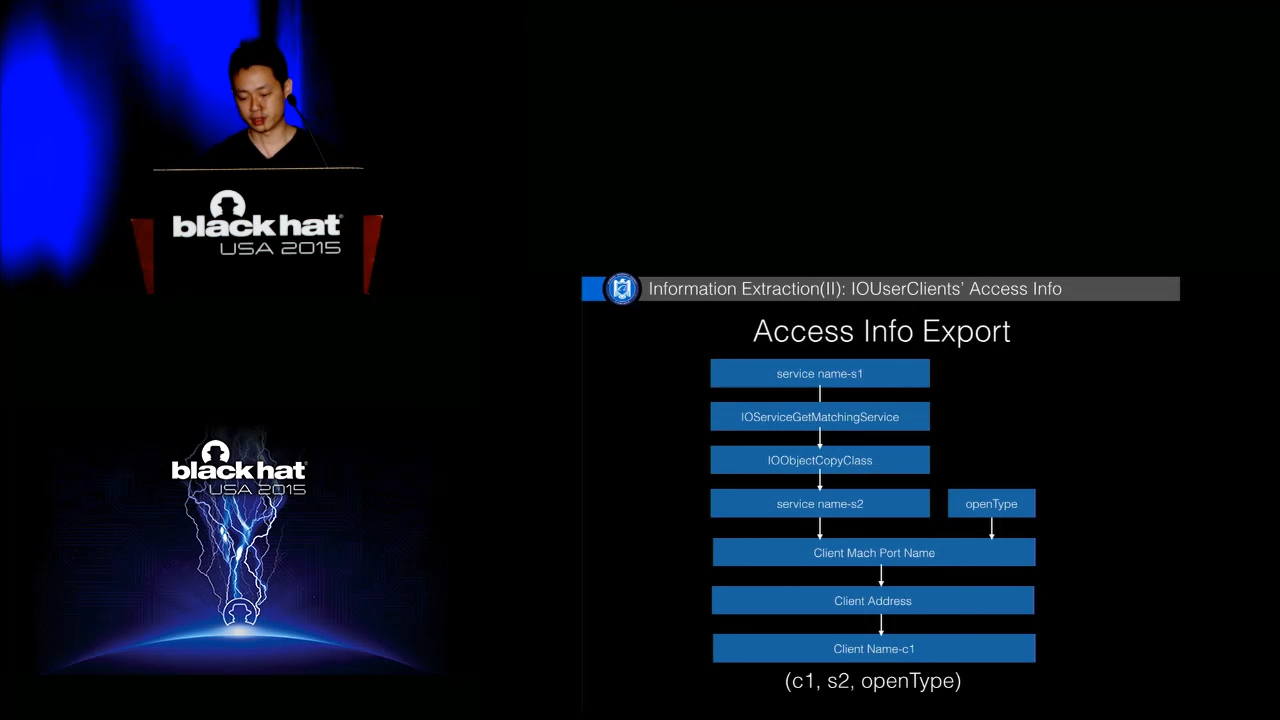 black hat
USA 2015
black hat
USA 2015
Information Extraction(II): IOUserClients' Access Info
Access Info Export
service name-s1
IOServiceGetMatchingService
IOObjectCopyClass
service name-s2
openType
Client Mach Port Name
Client Address
Client Name-c1
(c1, s2, openType)